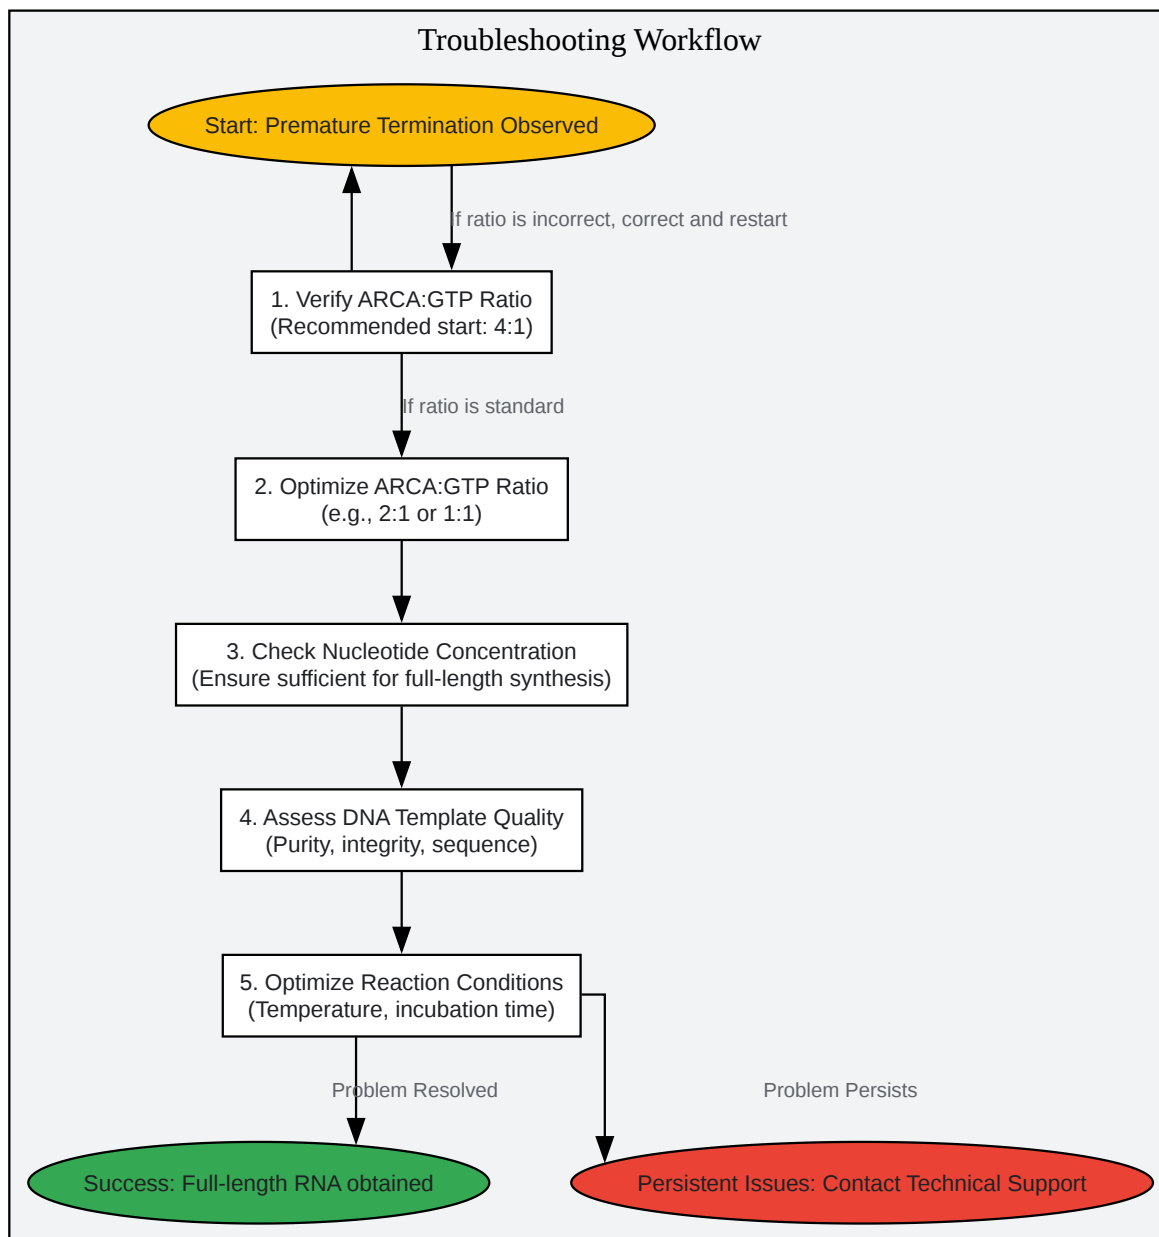 Troubleshooting Workflow
Start: Premature Termination Observed
If ratio is incorrect, correct and restart
1. Verify ARCA:GTP Ratio
(Recommended start: 4:1)
If ratio is standard
2. Optimize ARCA:GTP Ratio
(e.g., 2:1 or 1:1)
3. Check Nucleotide Concentration
(Ensure sufficient for full-length synthesis)
4. Assess DNA Template Quality
(Purity, integrity, sequence)
5. Optimize Reaction Conditions
(Temperature, incubation time)
Problem Resolved
Problem Persists
Success: Full-length RNA obtained
Persistent Issues: Contact Technical Support